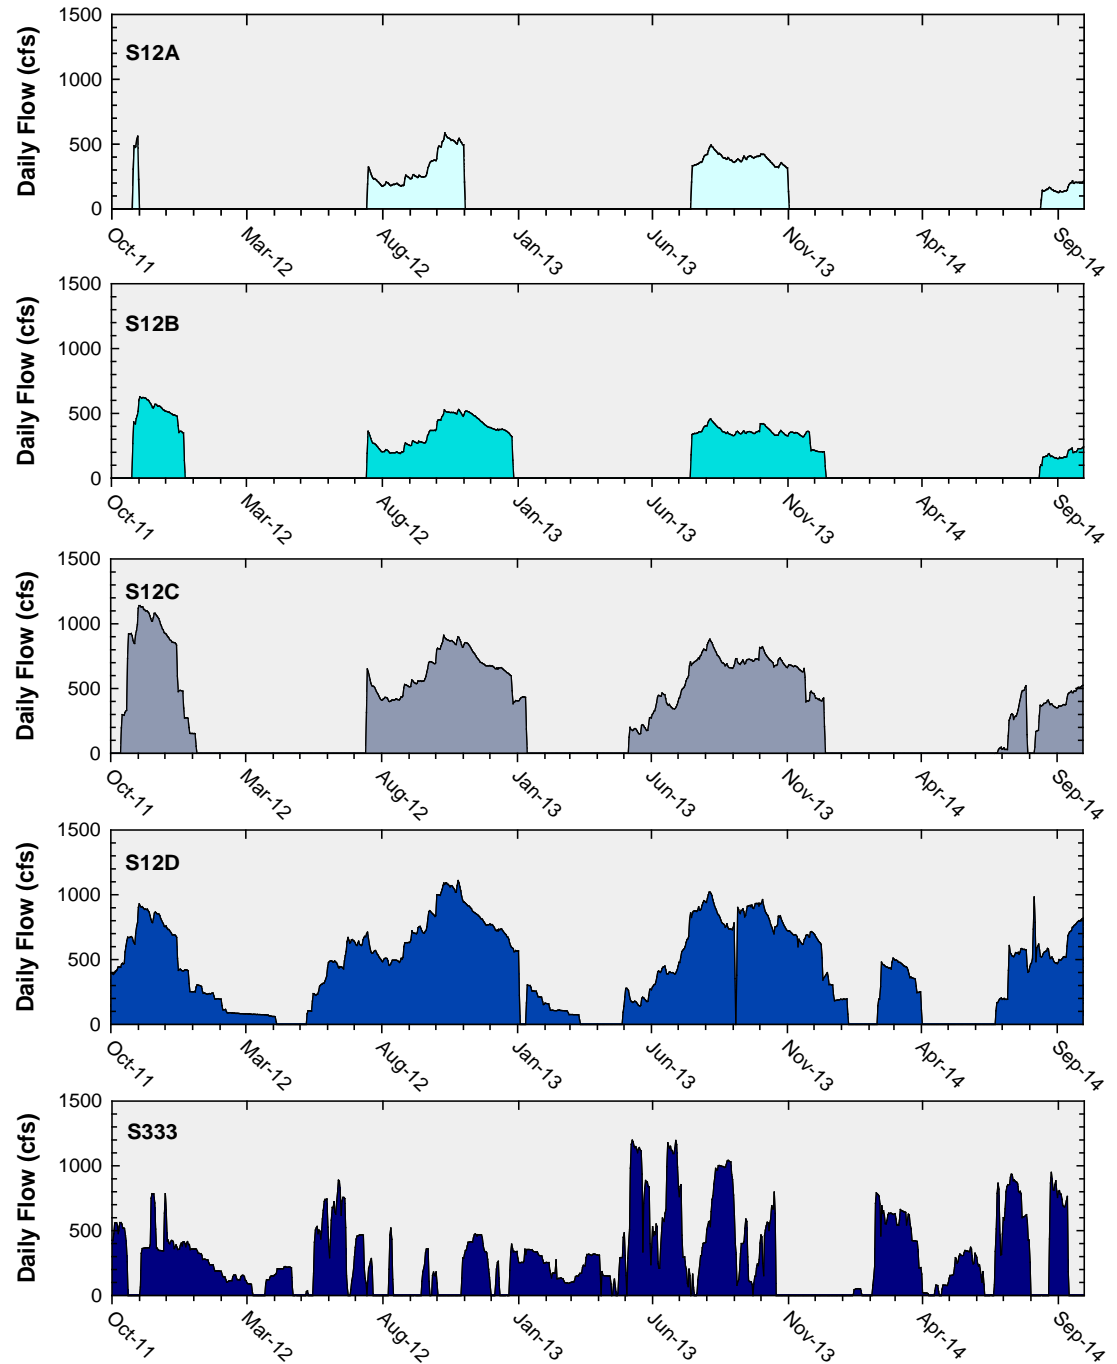 1500
S12A
1000
500
0
Daily Flow (cfs)
Oct-11 Mar-12 Aug-12 Jan-13 Jun-13 Nov-13 Apr-14 Sep-14
1500
S12B
1000
500
0
Daily Flow (cfs)
Oct-11 Mar-12 Aug-12 Jan-13 Jun-13 Nov-13 Apr-14 Sep-14
1500
S12C
1000
500
0
Daily Flow (cfs)
Oct-11 Mar-12 Aug-12 Jan-13 Jun-13 Nov-13 Apr-14 Sep-14
1500
S12D
1000
500
0
Daily Flow (cfs)
Oct-11 Mar-12 Aug-12 Jan-13 Jun-13 Nov-13 Apr-14 Sep-14
1500
S333
1000
500
0
Daily Flow (cfs)
Oct-11 Mar-12 Aug-12 Jan-13 Jun-13 Nov-13 Apr-14 Sep-14